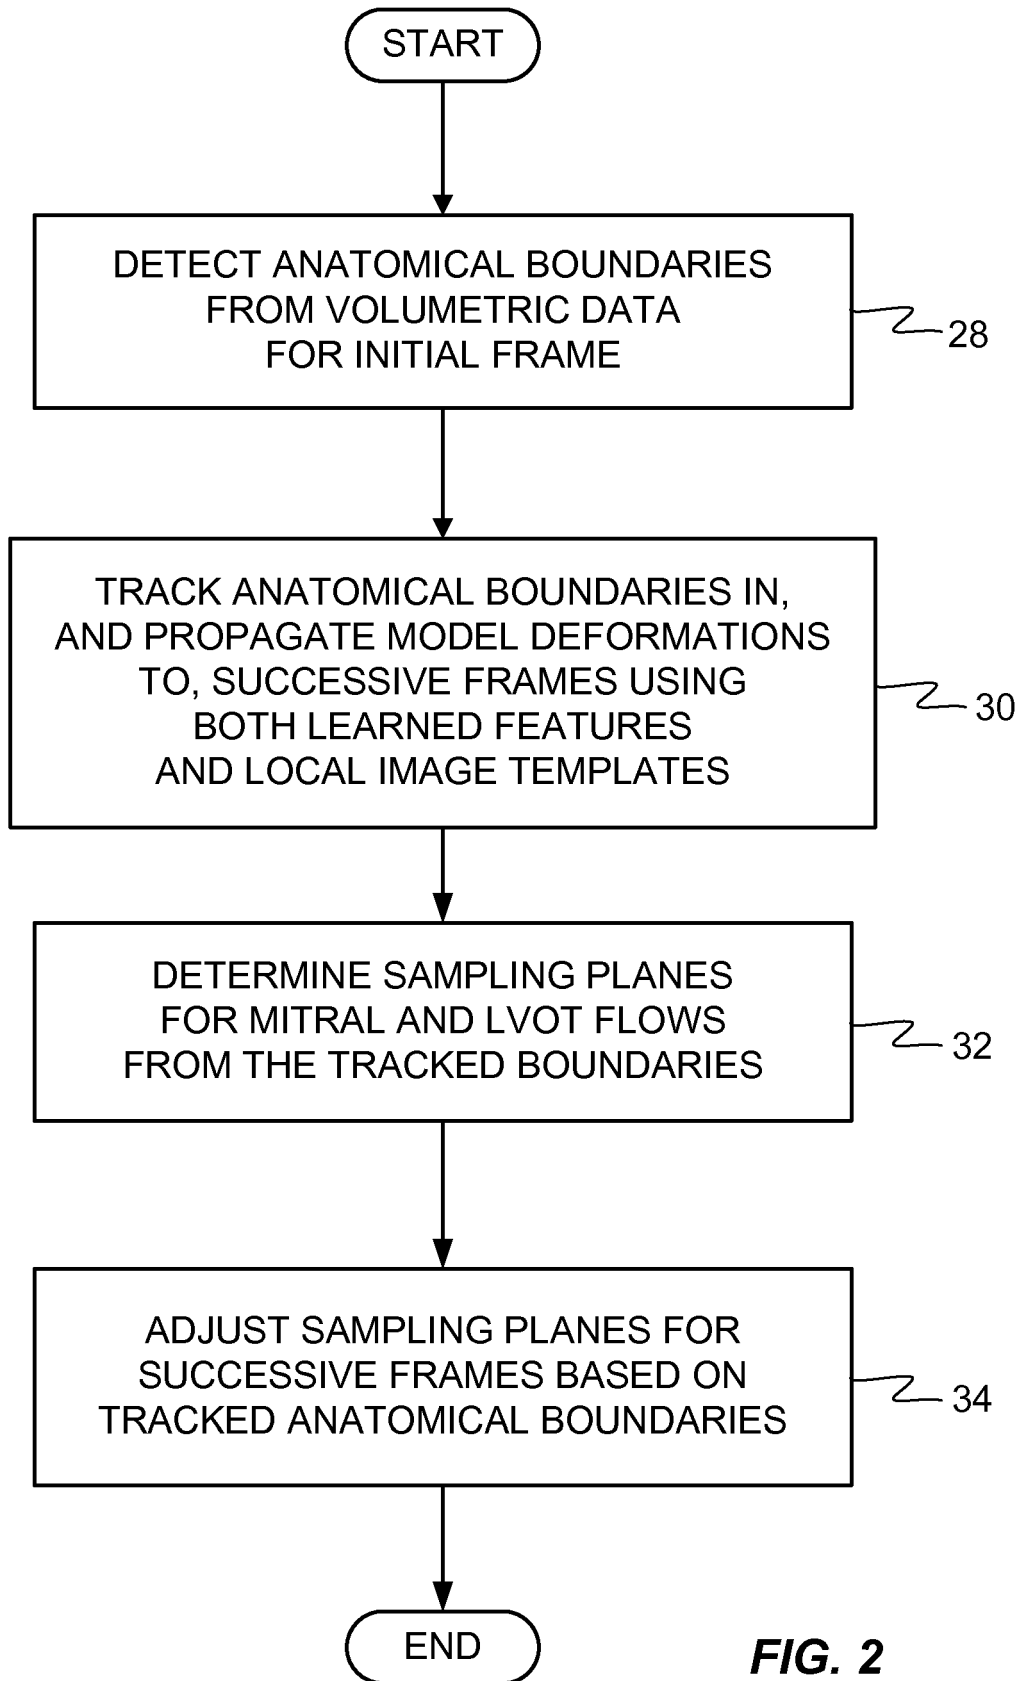 START
DETECT ANATOMICAL BOUNDARIES
FROM VOLUMETRIC DATA
FOR INITIAL FRAME
28
TRACK ANATOMICAL BOUNDARIES IN,
AND PROPAGATE MODEL DEFORMATIONS
TO, SUCCESSIVE FRAMES USING
BOTH LEARNED FEATURES
AND LOCAL IMAGE TEMPLATES
30
DETERMINE SAMPLING PLANES
FOR MITRAL AND LVOT FLOWS
FROM THE TRACKED BOUNDARIES
32
ADJUST SAMPLING PLANES FOR
SUCCESSIVE FRAMES BASED ON
TRACKED ANATOMICAL BOUNDARIES
34
END
FIG. 2